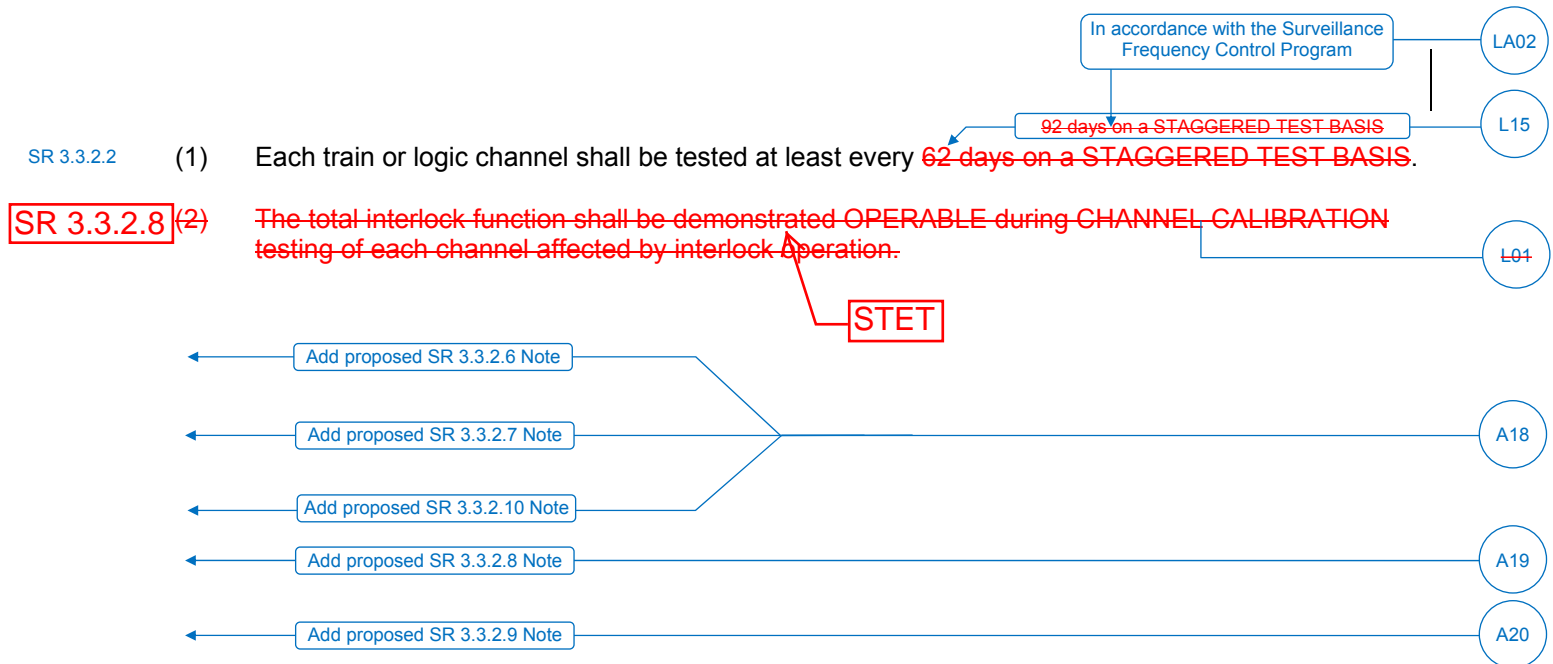 In accordance with the Surveillance
Frequency Control Program
LA02
92 days on a STAGGERED TEST BASIS
L15
SR 3.3.2.2 (1) Each train or logic channel shall be tested at least every 62 days on a STAGGERED TEST BASIS.
SR 3.3.2.8 (2) The total interlock function shall be demonstrated OPERABLE during CHANNEL CALIBRATION
testing of each channel affected by interlock operation.
L01
STET
Add proposed SR 3.3.2.6 Note
Add proposed SR 3.3.2.7 Note
A18
Add proposed SR 3.3.2.10 Note
Add proposed SR 3.3.2.8 Note
A19
Add proposed SR 3.3.2.9 Note
A20